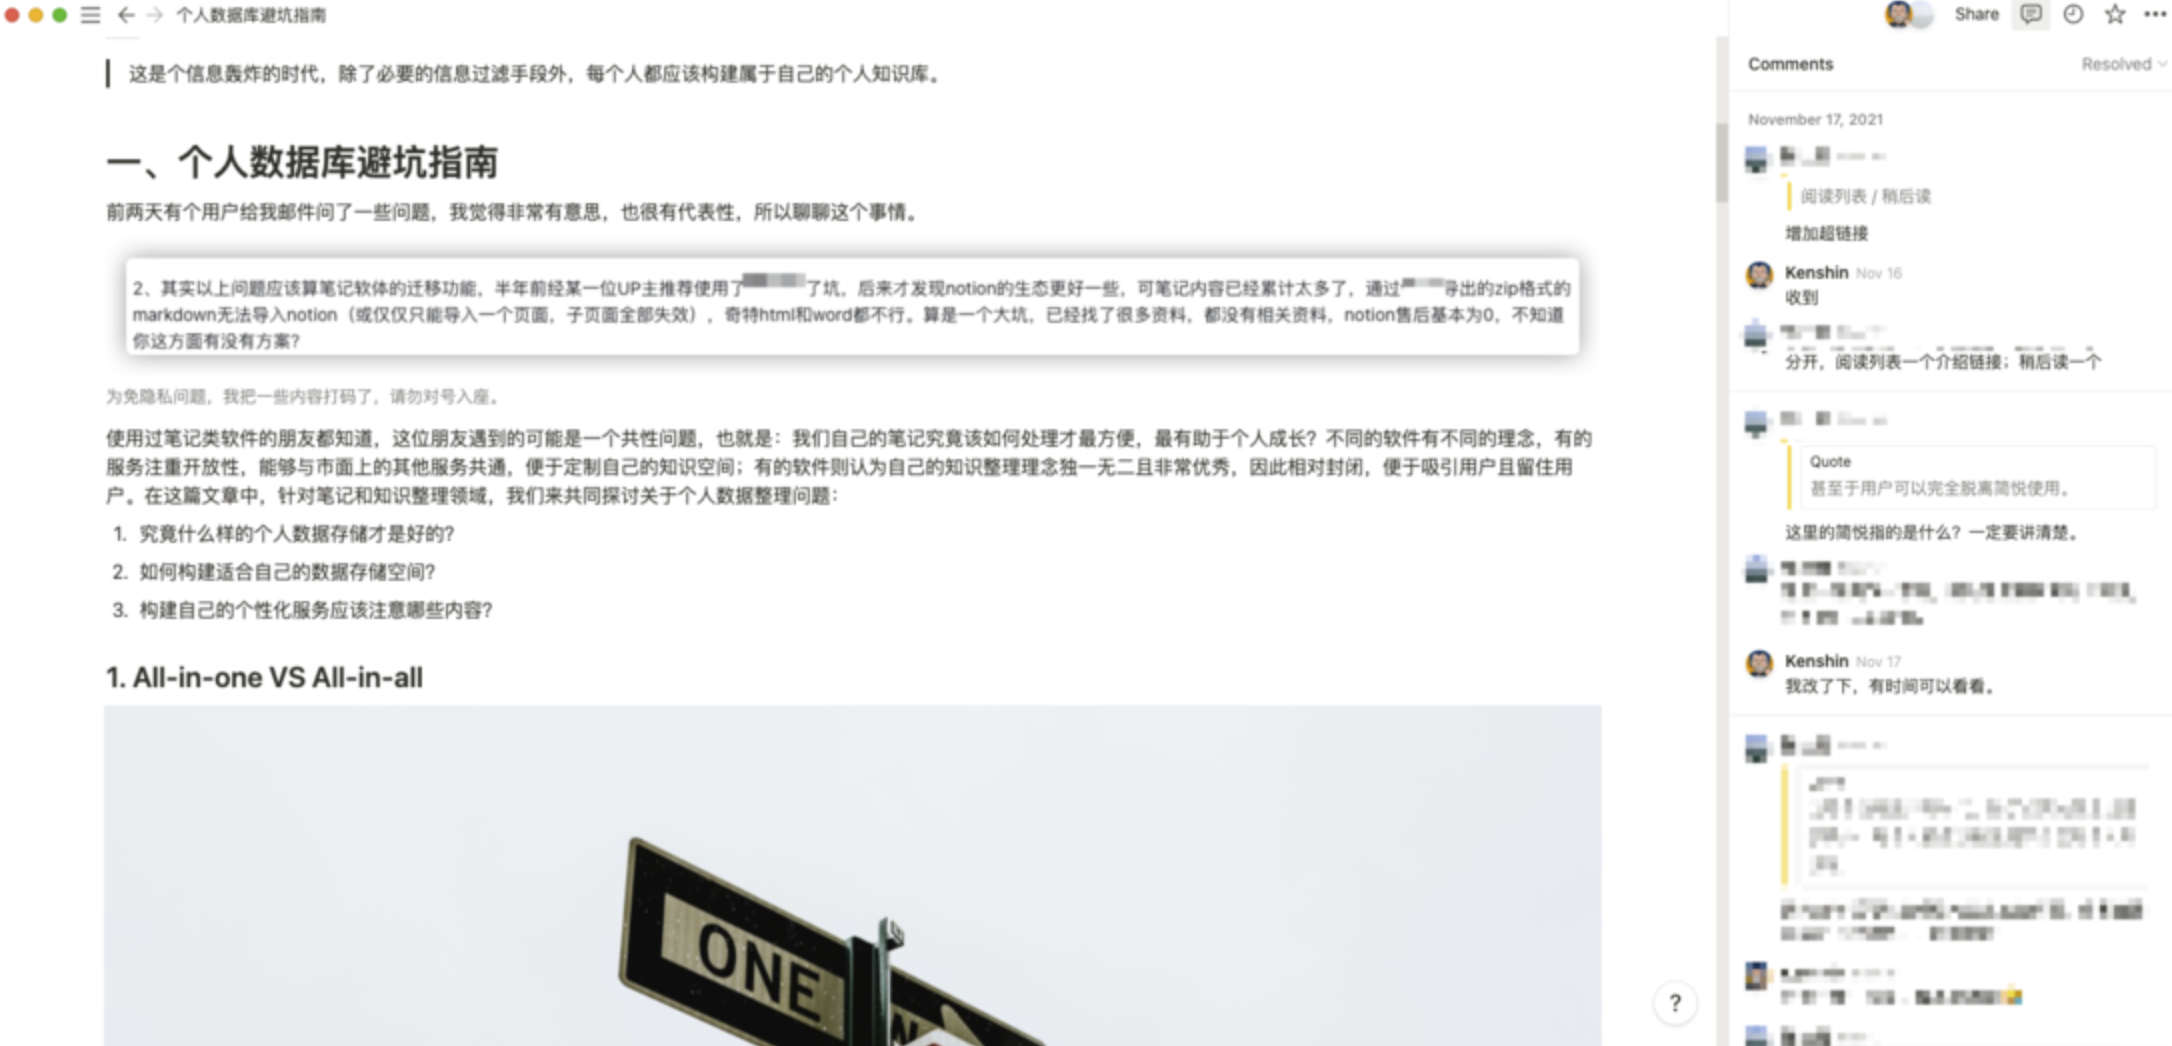 个人数据库避坑指南
Share
这是个信息轰炸的时代，除了必要的信息过滤手段外，每个人都应该构建属于自己的个人知识库。
一、个人数据库避坑指南
前两天有个用户给我邮件问了一些问题，我觉得非常有意思，也很有代表性，所以聊聊这个事情。
2、其实以上问题应该算笔记软体的迁移功能，半年前经某一位UP主推荐使用了 了坑，后来才发现notion的生态更好一些，可笔记内容已经累计太多了，通过 导出的zip格式的
markdown无法导入notion（或仅仅只能导入一个页面，子页面全部失效），奇特html和word都不行。算是一个大坑，已经找了很多资料，都没有相关资料，notion售后基本为0，不知道
你这方面有没有方案?
为免隐私问题，我把一些内容打码了，请勿对号入座。
使用过笔记类软件的朋友都知道，这位朋友遇到的可能是一个共性问题，也就是：我们自己的笔记究竟该如何处理才最方便，最有助于个人成长？不同的软件有不同的理念，有的
服务注重开放性，能够与市面上的其他服务共通，便于定制自己的知识空间；有的软件则认为自己的知识整理理念独一无二且非常优秀，因此相对封闭，便于吸引用户且留住用
户。在这篇文章中，针对笔记和知识整理领域，我们来共同探讨关于个人数据整理问题：
1. 究竟什么样的个人数据存储才是好的?
2. 如何构建适合自己的数据存储空间?
3. 构建自己的个性化服务应该注意哪些内容?
1. All-in-one VS All-in-all
ONE
?
Comments
Resolved
November 17, 2021
阅读列表 / 稍后读
增加超链接
Kenshin Nov 16
收到
分开，阅读列表一个介绍链接；稍后读一个
Quote
甚至于用户可以完全脱离简悦使用。
这里的简悦指的是什么？一定要讲清楚。
Kenshin Nov 17
我改了下，有时间可以看看。